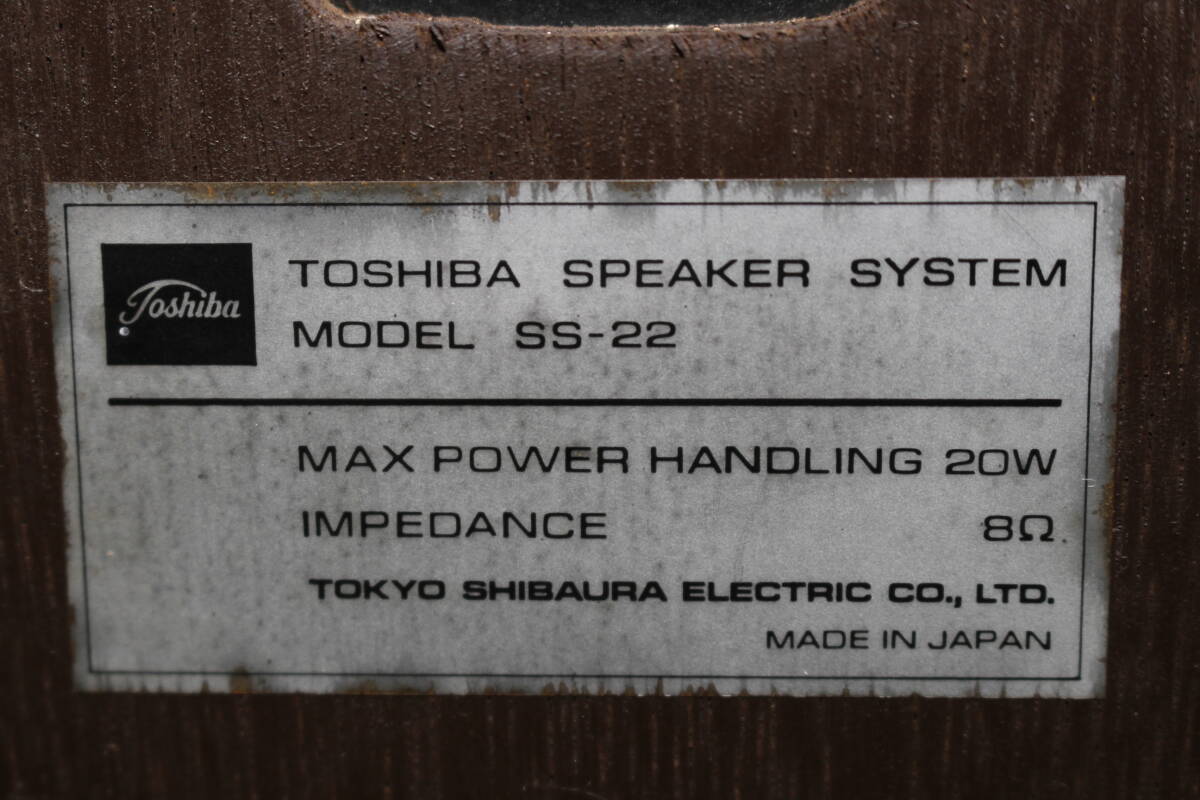 Toshiba
TOSHIBA SPEAKER SYSTEM
MODEL SS-22
MAX POWER HANDLING 20W
IMPEDANCE 8Ω
TOKYO SHIBAURA ELECTRIC CO., LTD.
MADE IN JAPAN